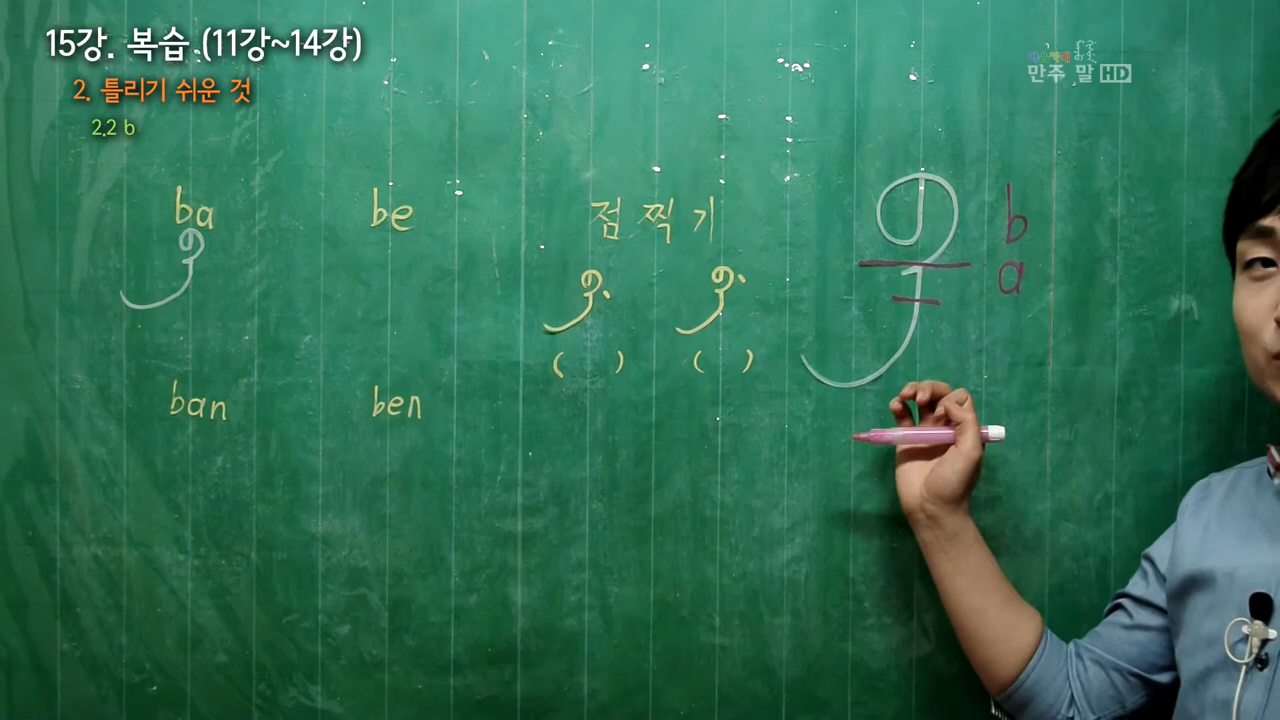 15강. 복습 (11강~14강)
2. 틀리기 쉬운 것
2.2 b
만주 말 HD
ba
be
점 찍기
b
a
ᠪᠠ
( ) ( )
ban
ben